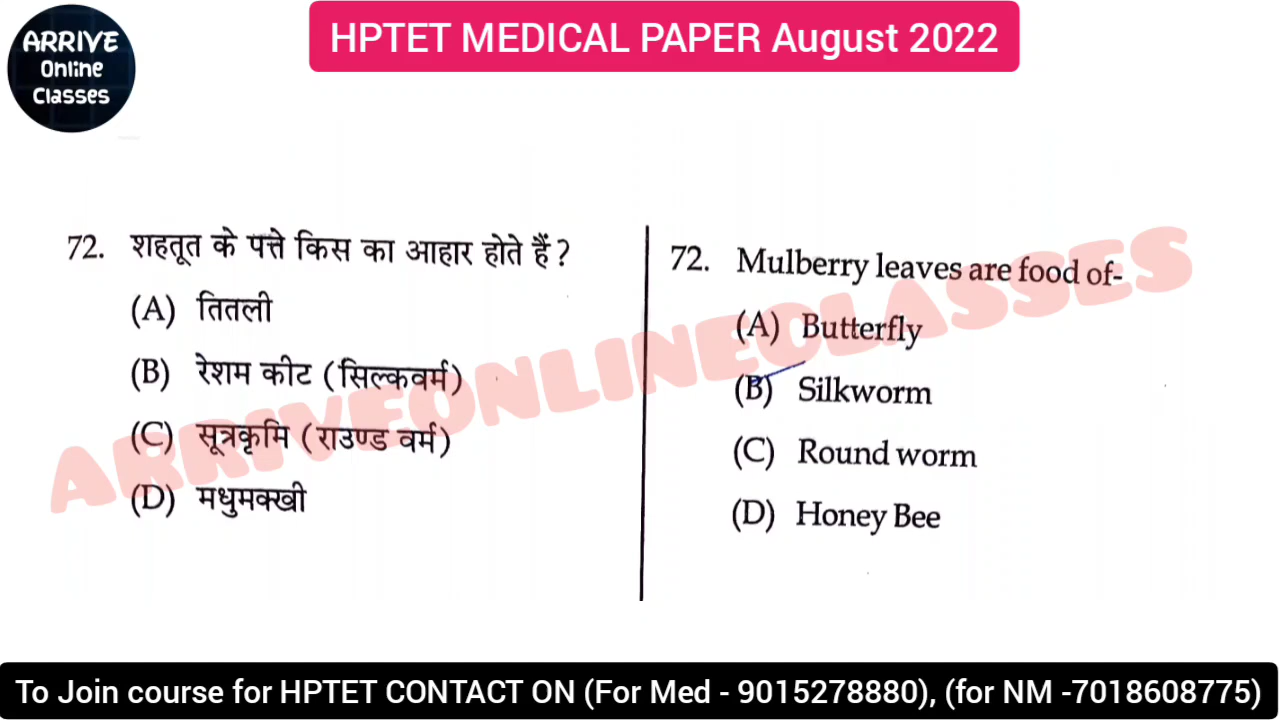 ARRIVE
Online
Classes
HPTET MEDICAL PAPER August 2022
72. शहतूत के पत्ते किस का आहार होते हैं ?
(A) तितली
(B) रेशम कीट (सिल्कवर्म)
(C) सूत्रकृमि (राउण्ड वर्म)
(D) मधुमक्खी
72. Mulberry leaves are food of-
(A) Butterfly
(B) Silkworm
(C) Round worm
(D) Honey Bee
ARRIVEONLINECLASSES
To Join course for HPTET CONTACT ON (For Med - 9015278880), (for NM -7018608775)